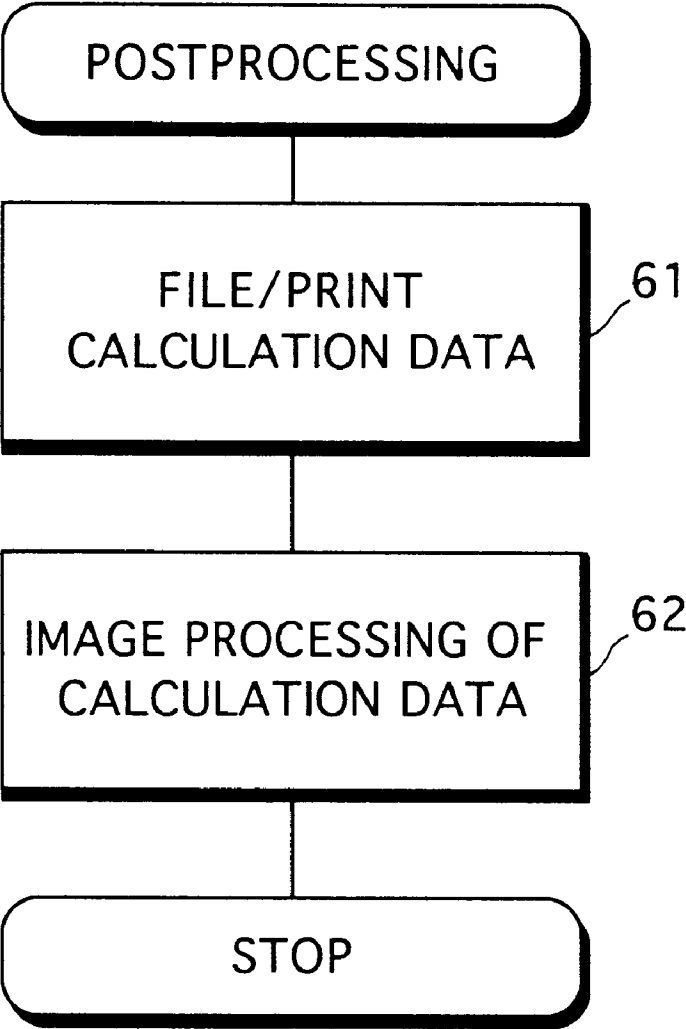 POSTPROCESSING
FILE/PRINT
CALCULATION DATA
61
IMAGE PROCESSING OF
CALCULATION DATA
62
STOP